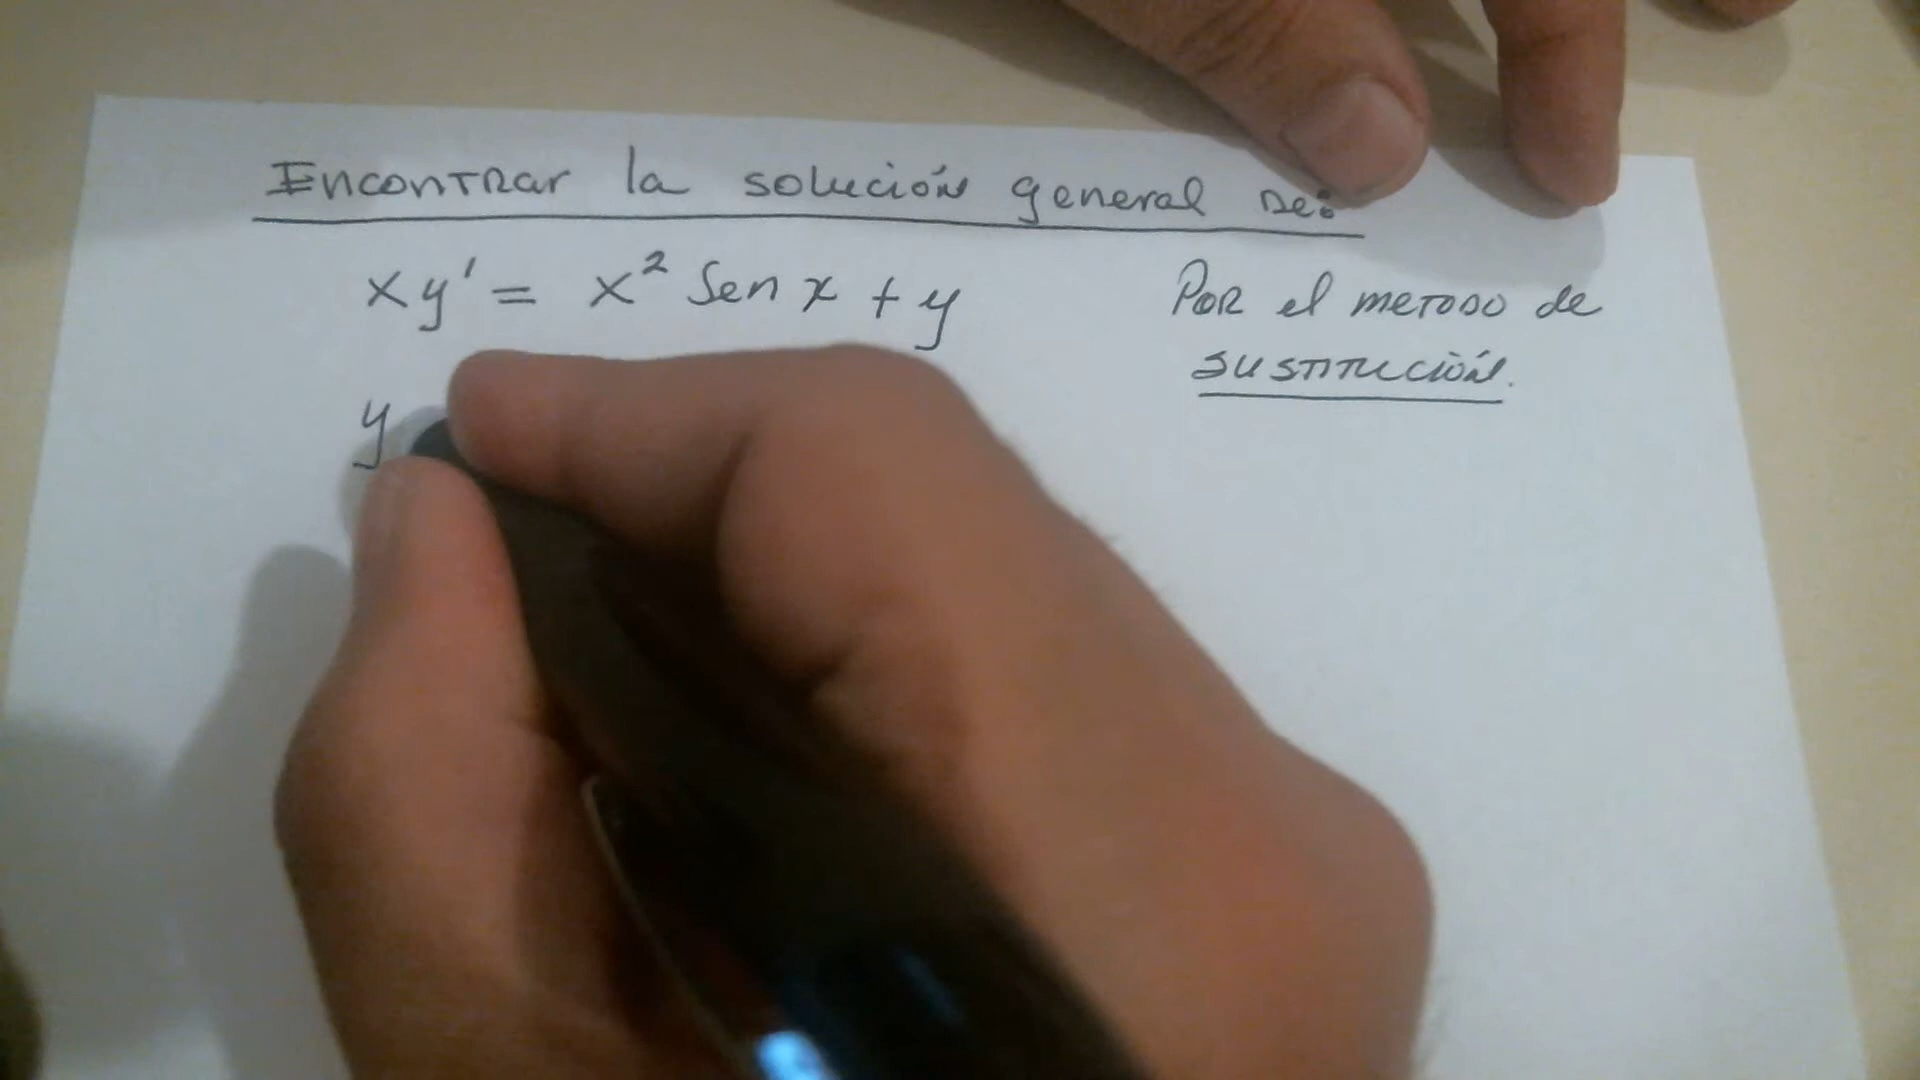 Encontrar la solución general de:
xy' = x² Sen x + y
Por el metodo de
sustitución.
y